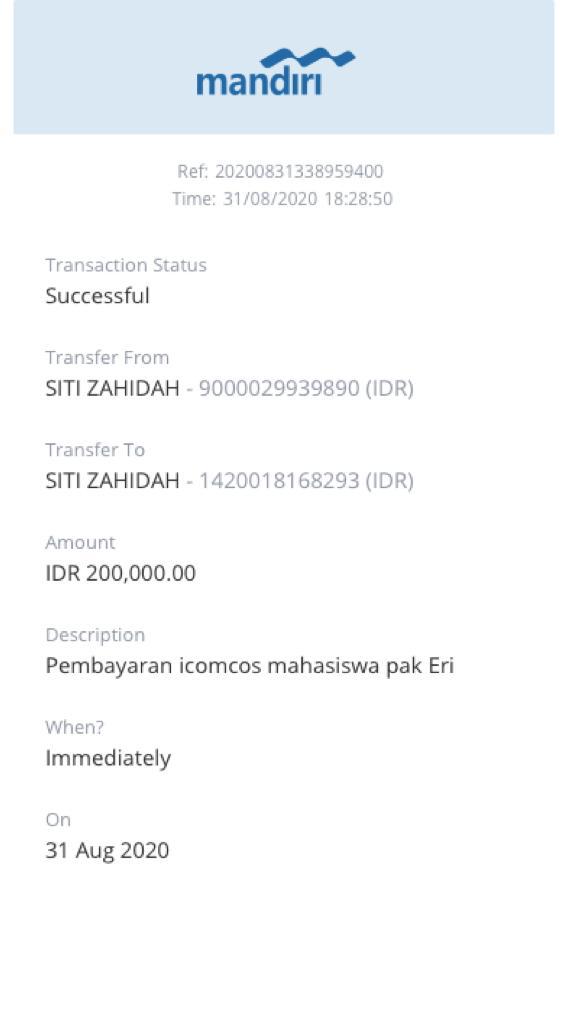 mandırı
Ref: 20200831338959400
Time: 31/08/2020 18:28:50
Transaction Status
Successful
Transfer From
SITI ZAHIDAH - 9000029939890 (IDR)
Transfer To
SITI ZAHIDAH - 1420018168293 (IDR)
Amount
IDR 200,000.00
Description
Pembayaran icomcos mahasiswa pak Eri
When?
Immediately
On
31 Aug 2020